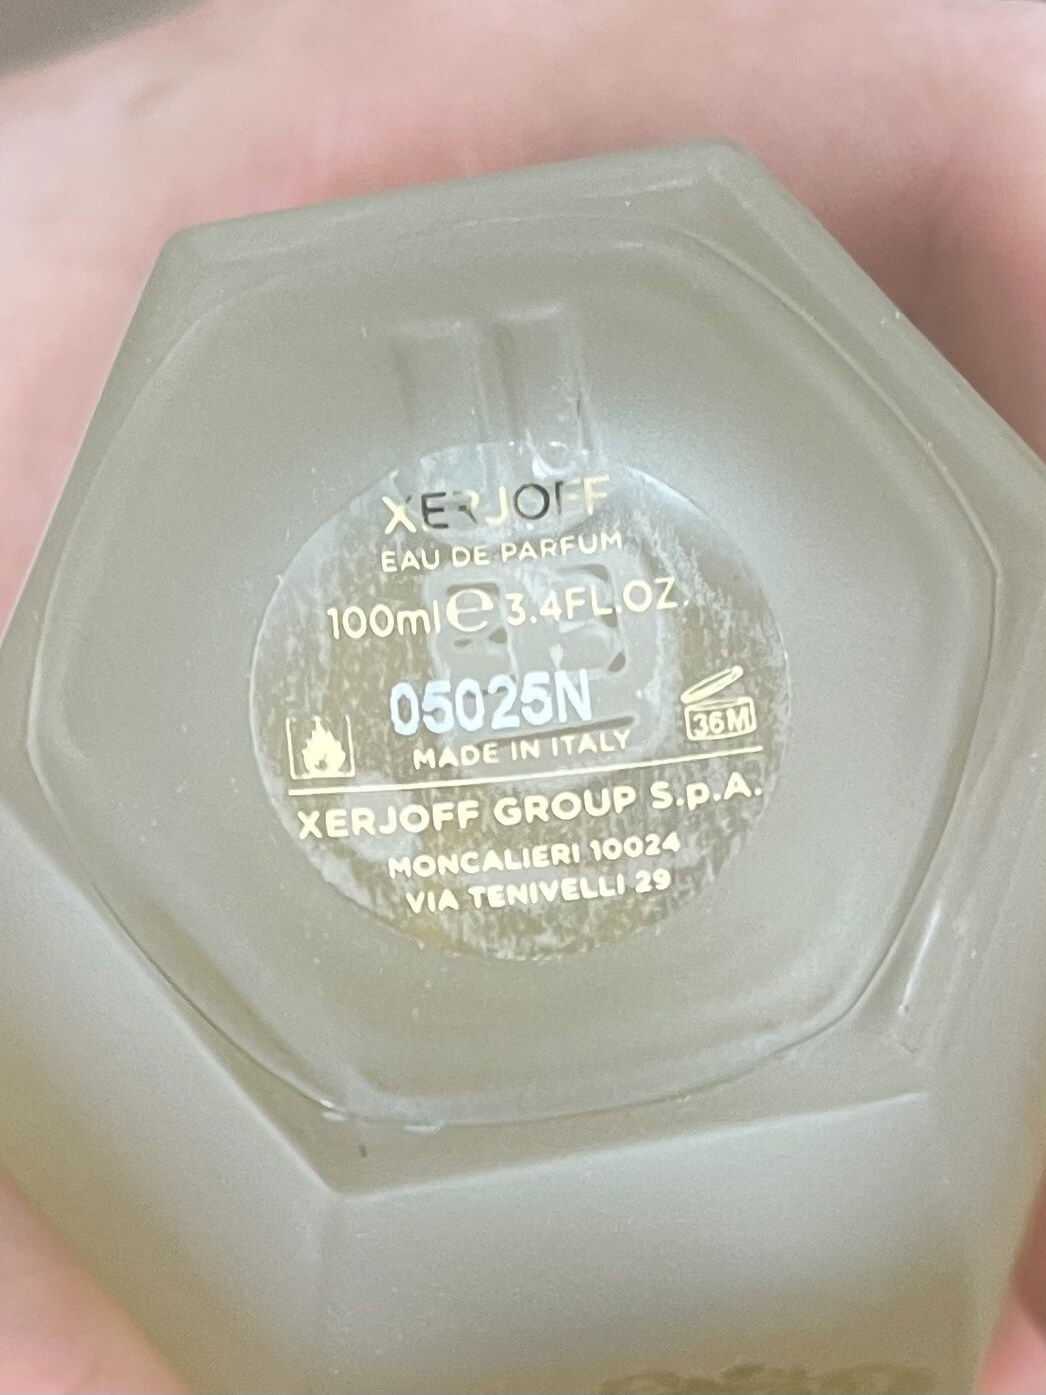 XERJOFF
EAU DE PARFUM
100ml ℮ 3.4FL.OZ.
05025N
36M
MADE IN ITALY
XERJOFF GROUP S.p.A.
MONCALIERI 10024
VIA TENIVELLI 29